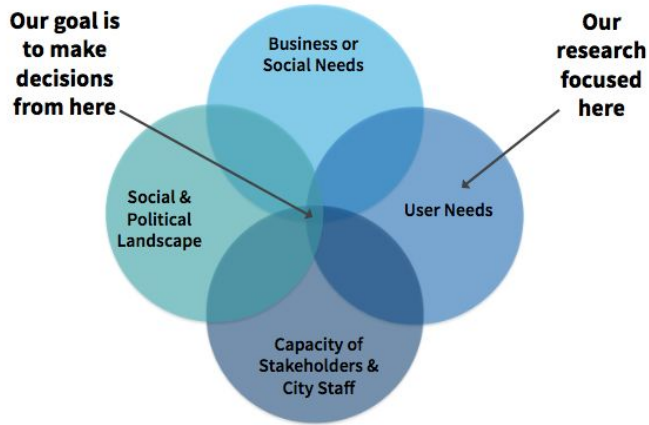 Our goal is
to make
decisions
from here
Business or
Social Needs
Our
research
focused
here
Social &
Political
Landscape
User Needs
Capacity of
Stakeholders &
City Staff